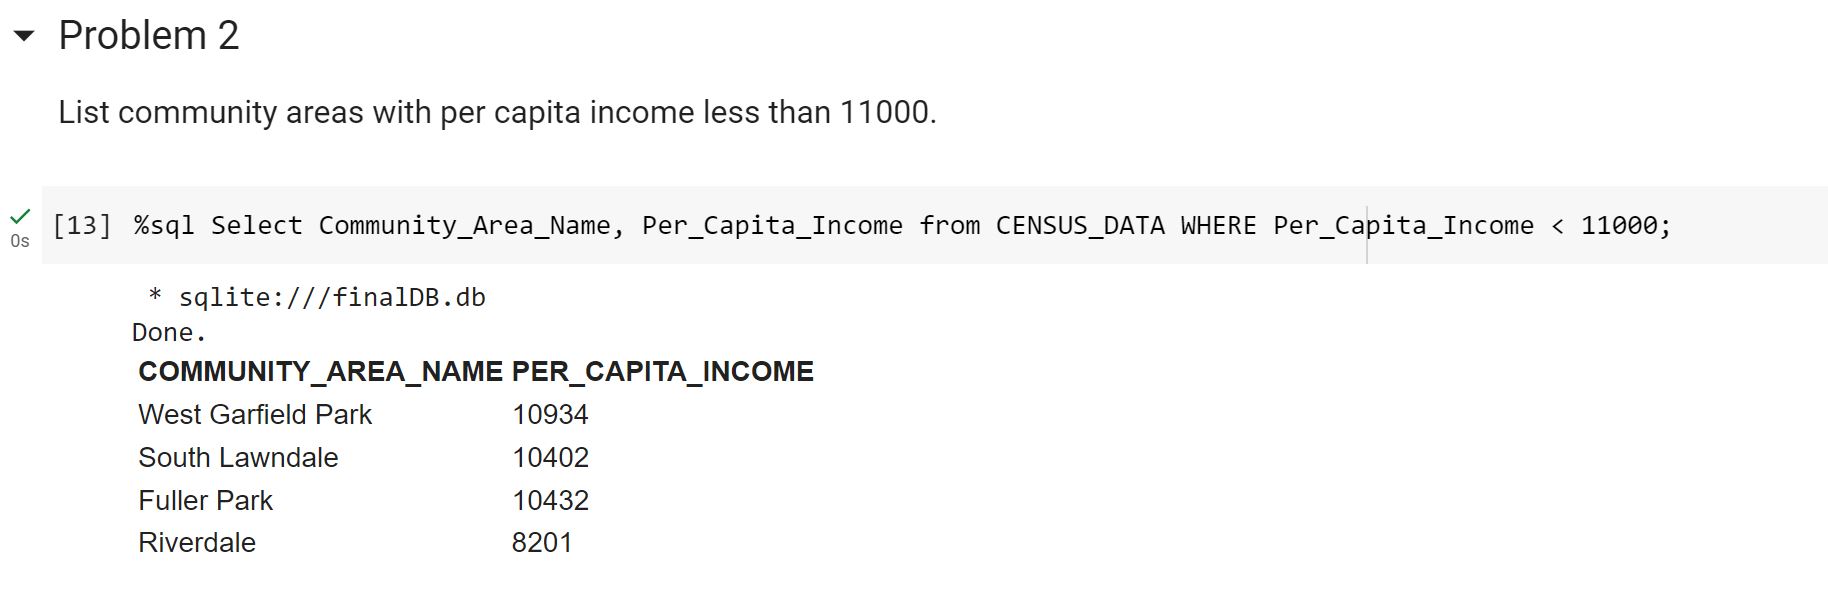 Problem 2
List community areas with per capita income less than 11000.
[13] %sql Select Community_Area_Name, Per_Capita_Income from CENSUS_DATA WHERE Per_Capita_Income < 11000;
0s
* sqlite:///finalDB.db
Done.
COMMUNITY_AREA_NAME PER_CAPITA_INCOME
West Garfield Park 10934
South Lawndale 10402
Fuller Park 10432
Riverdale 8201